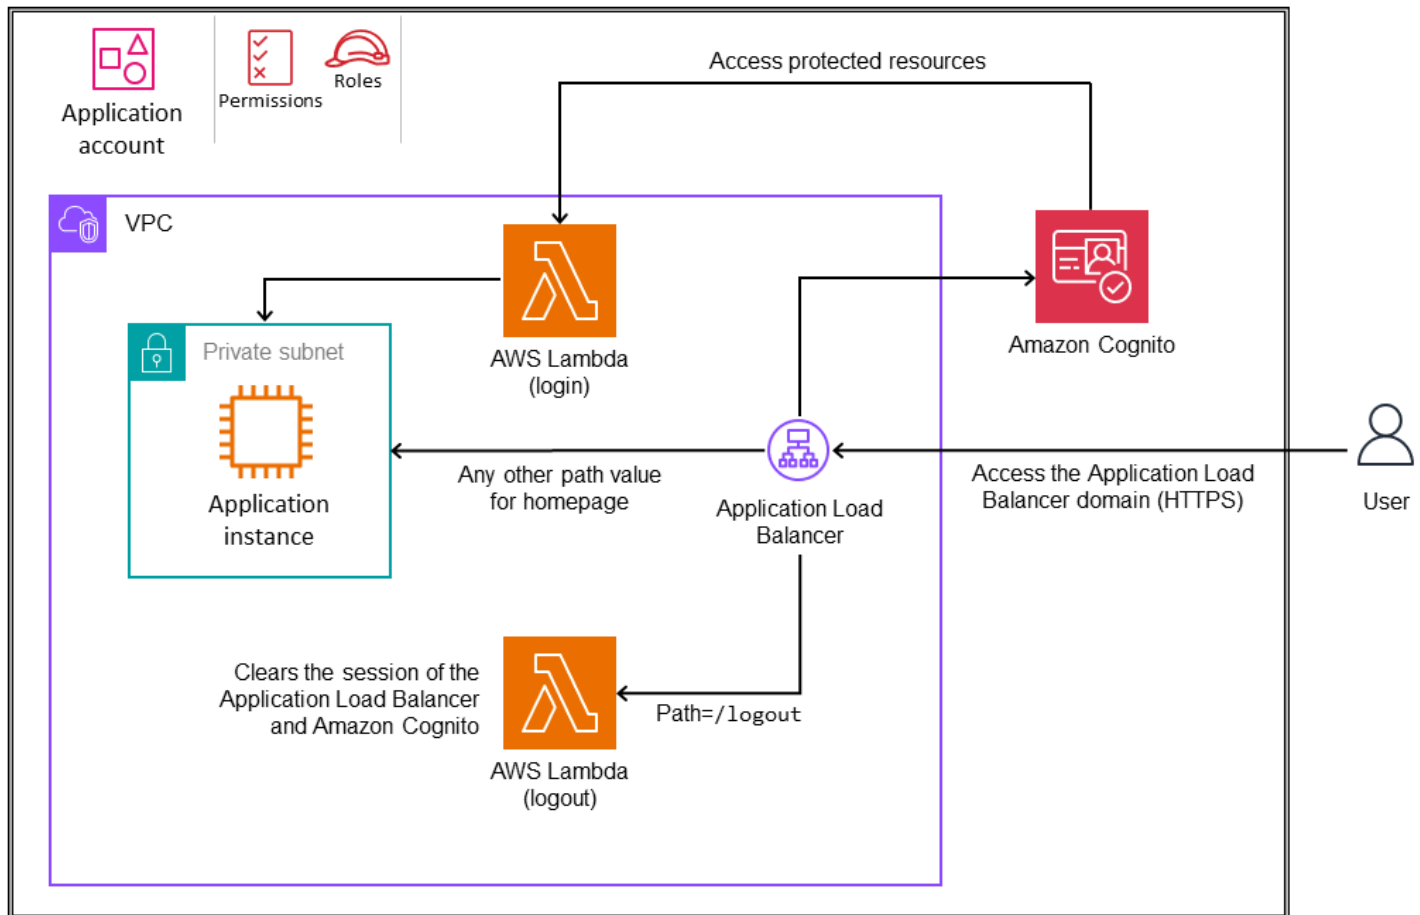 Application
account
Permissions
Roles
Access protected resources
VPC
Private subnet
AWS Lambda
(login)
Amazon Cognito
Application
instance
Any other path value
for homepage
Application Load
Balancer
Access the Application Load
Balancer domain (HTTPS)
User
Clears the session of the
Application Load Balancer
and Amazon Cognito
Path=/logout
AWS Lambda
(logout)